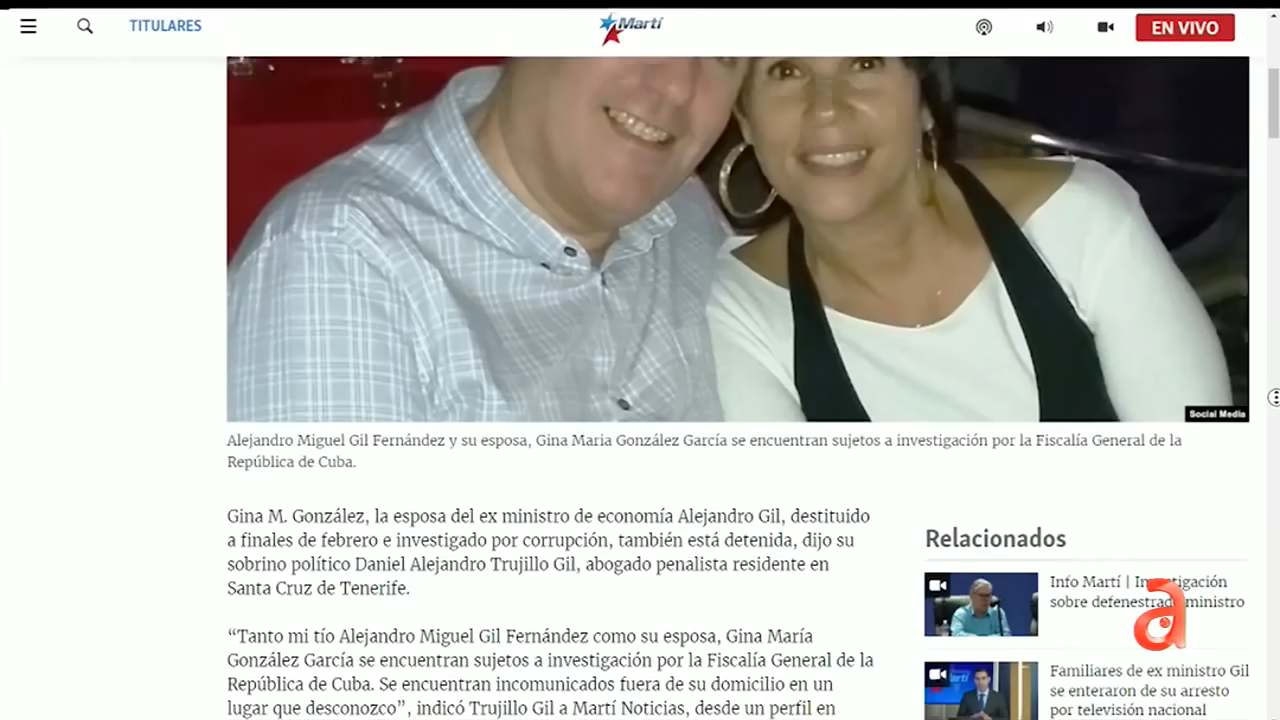 TITULARES
Martí
EN VIVO
Social Media
Alejandro Miguel Gil Fernández y su esposa, Gina Maria González García se encuentran sujetos a investigación por la Fiscalía General de la
República de Cuba.
Gina M. González, la esposa del ex ministro de economía Alejandro Gil, destituido
a finales de febrero e investigado por corrupción, también está detenida, dijo su
sobrino político Daniel Alejandro Trujillo Gil, abogado penalista residente en
Santa Cruz de Tenerife.
“Tanto mi tío Alejandro Miguel Gil Fernández como su esposa, Gina María
González García se encuentran sujetos a investigación por la Fiscalía General de la
República de Cuba. Se encuentran incomunicados fuera de su domicilio en un
lugar que desconozco”, indicó Trujillo Gil a Martí Noticias, desde un perfil en
Relacionados
Info Martí | Investigación
sobre defenestrado ministro
a
Familiares de ex ministro Gil
se enteraron de su arresto
por televisión nacional